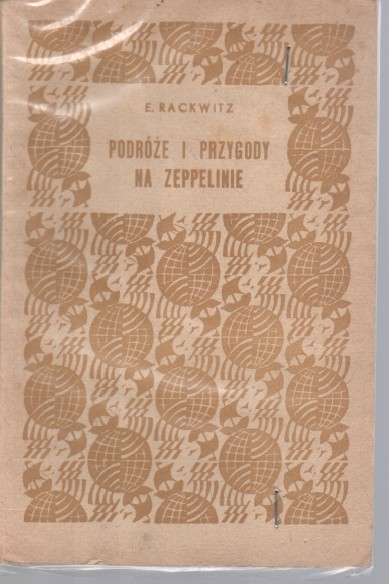 E. RACKWITZ
PODRÓŻE I PRZYGODY
NA ZEPPELINIE